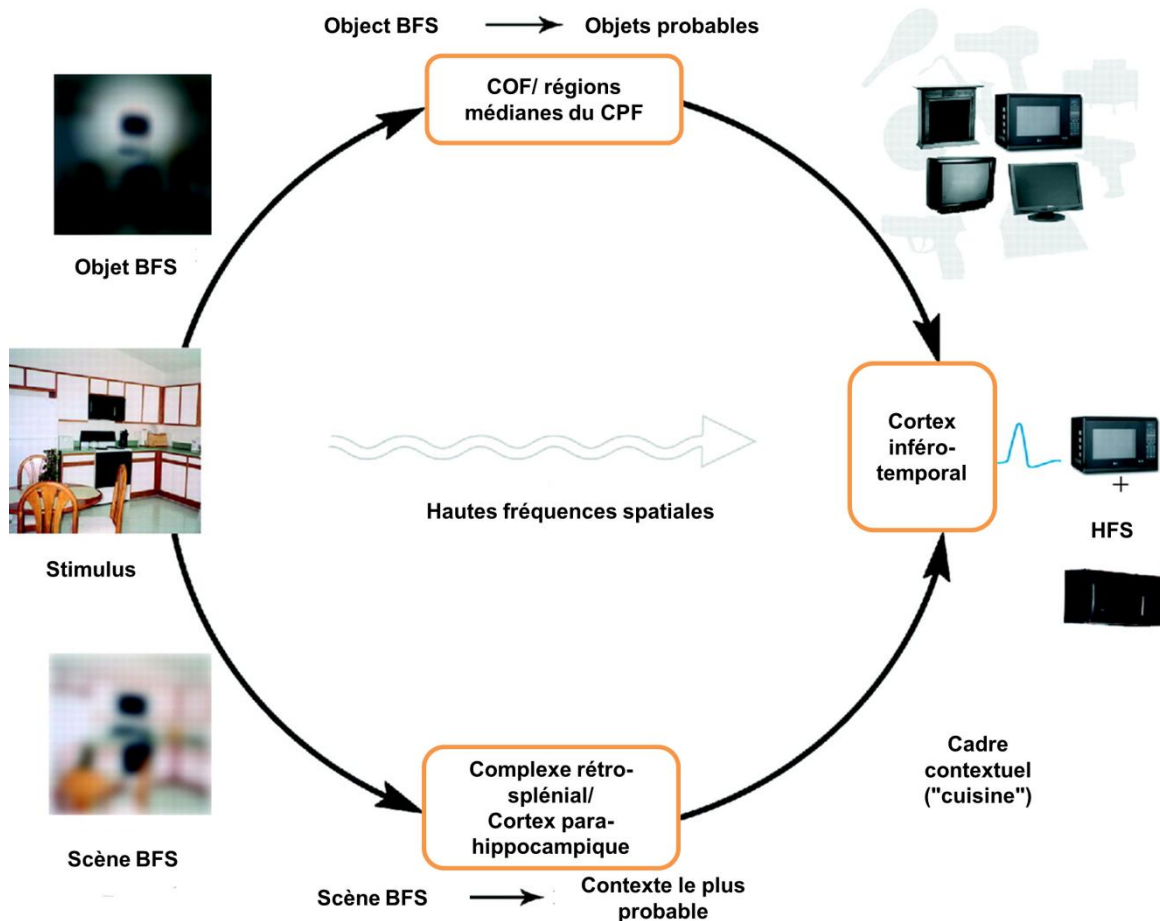 Object BFS
Objets probables
COF/ régions
médianes du CPF
Objet BFS
Stimulus
Hautes fréquences spatiales
Cortex
inféro-
temporal
+
HFS
Scène BFS
Complexe rétro-
splénial/
Cortex para-
hippocampique
Cadre
contextuel
("cuisine")
Scène BFS
Contexte le plus
probable